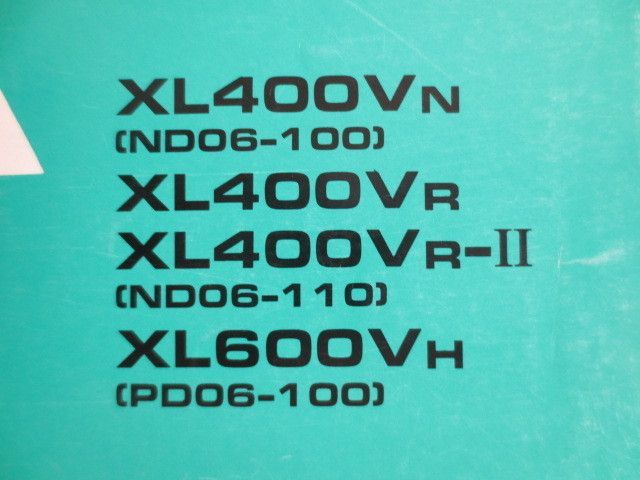 XL400VN
(ND06-100)
XL400VR
XL400VR-II
(ND06-110)
XL600VH
(PD06-100)